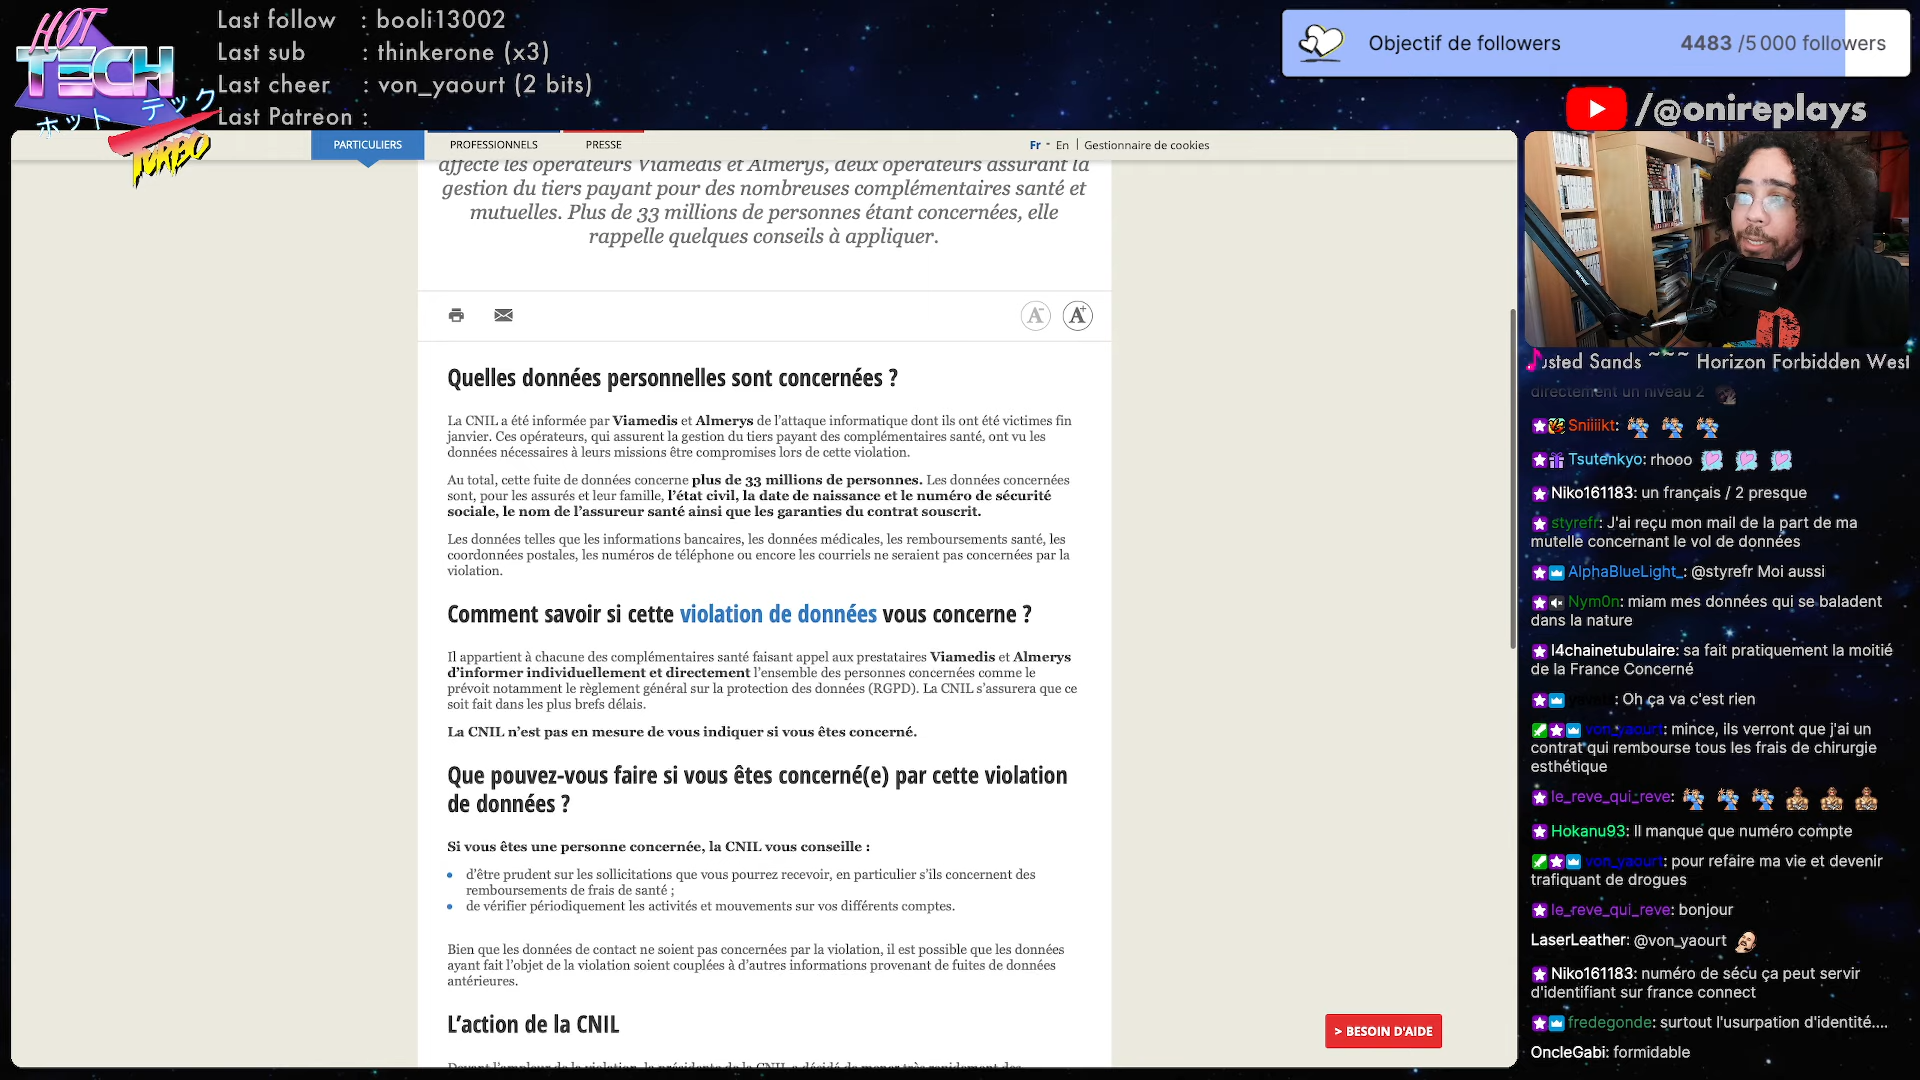 HOT
TECH
ホット テック
TURBO
Last follow : booli13002
Last sub : thinkerone (x3)
Last cheer : von_yaourt (2 bits)
Last Patreon :
Objectif de followers 4483 /5 000 followers
/@onireplays
PARTICULIERS PROFESSIONNELS PRESSE Fr - En | Gestionnaire de cookies
affecte les opérateurs Viamedis et Almerys, deux opérateurs assurant la
gestion du tiers payant pour des nombreuses complémentaires santé et
mutuelles. Plus de 33 millions de personnes étant concernées, elle
rappelle quelques conseils à appliquer.
A- A+
Quelles données personnelles sont concernées ?
La CNIL a été informée par Viamedis et Almerys de l'attaque informatique dont ils ont été victimes fin
janvier. Ces opérateurs, qui assurent la gestion du tiers payant des complémentaires santé, ont vu les
données nécessaires à leurs missions être compromises lors de cette violation.
Au total, cette fuite de données concerne plus de 33 millions de personnes. Les données concernées
sont, pour les assurés et leur famille, l'état civil, la date de naissance et le numéro de sécurité
sociale, le nom de l'assureur santé ainsi que les garanties du contrat souscrit.
Les données telles que les informations bancaires, les données médicales, les remboursements santé, les
coordonnées postales, les numéros de téléphone ou encore les courriels ne seraient pas concernées par la
violation.
Comment savoir si cette violation de données vous concerne ?
Il appartient à chacune des complémentaires santé faisant appel aux prestataires Viamedis et Almerys
d'informer individuellement et directement l'ensemble des personnes concernées comme le
prévoit notamment le règlement général sur la protection des données (RGPD). La CNIL s'assurera que ce
soit fait dans les plus brefs délais.
La CNIL n'est pas en mesure de vous indiquer si vous êtes concerné.
Que pouvez-vous faire si vous êtes concerné(e) par cette violation
de données ?
Si vous êtes une personne concernée, la CNIL vous conseille :
d'être prudent sur les sollicitations que vous pourrez recevoir, en particulier s'ils concernent des
remboursements de frais de santé ;
de vérifier périodiquement les activités et mouvements sur vos différents comptes.
Bien que les données de contact ne soient pas concernées par la violation, il est possible que les données
ayant fait l'objet de la violation soient couplées à d'autres informations provenant de fuites de données
antérieures.
L'action de la CNIL
Devant l'ampleur de la violation, la présidente de la CNIL a décidé de mener très rapidement des
> BESOIN D'AIDE
usted Sands ~~~ Horizon Forbidden West
directement un niveau 2
Sniiiikt:
Tsutenkyo: rhooo
Niko161183: un français / 2 presque
styrefr: J'ai reçu mon mail de la part de ma
mutelle concernant le vol de données
AlphaBlueLight_: @styrefr Moi aussi
Nym0n: miam mes données qui se baladent
dans la nature
l4chainetubulaire: sa fait pratiquement la moitié
de la France Concerné
: Oh ça va c'est rien
von_yaourt: mince, ils verront que j'ai un
contrat qui rembourse tous les frais de chirurgie
esthétique
le_reve_qui_reve:
Hokanu93: Il manque que numéro compte
von_yaourt: pour refaire ma vie et devenir
trafiquant de drogues
le_reve_qui_reve: bonjour
LaserLeather: @von_yaourt
Niko161183: numéro de sécu ça peut servir
d'identifiant sur france connect
fredegonde: surtout l'usurpation d'identité....
OncleGabi: formidable